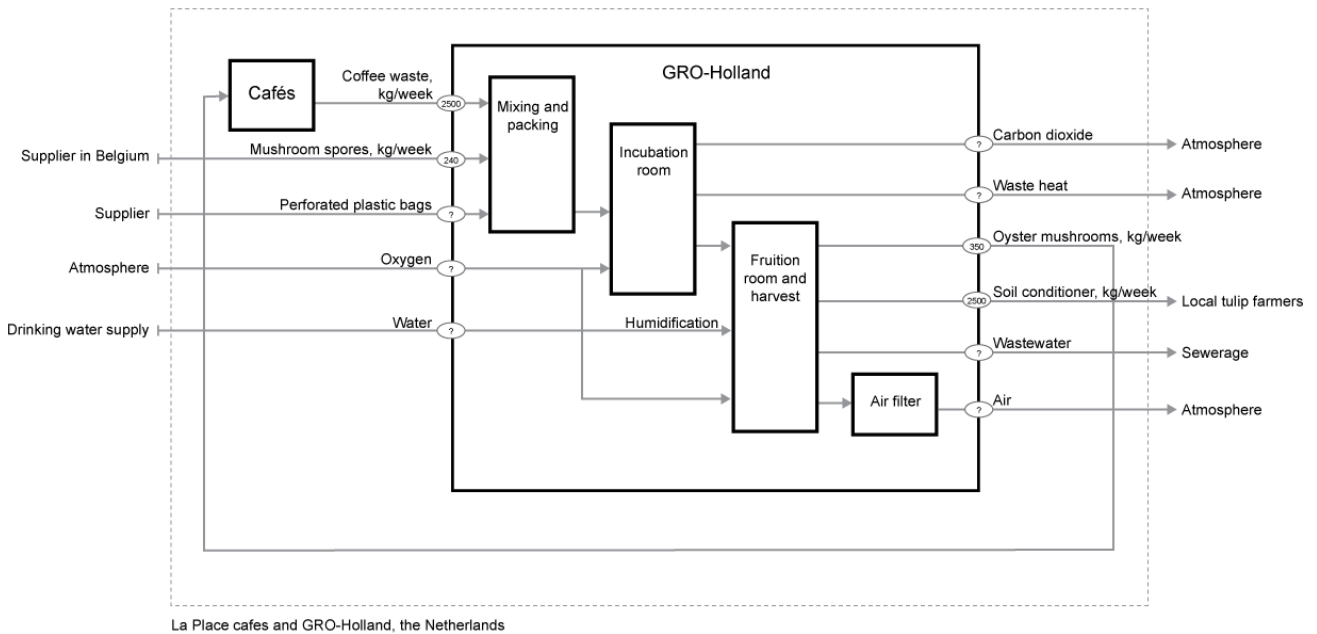 GRO-Holland
Cafés
Coffee waste,
kg/week
2500
Mixing and
packing
Supplier in Belgium
Mushroom spores, kg/week
240
Supplier
Perforated plastic bags
?
Atmosphere
Oxygen
?
Drinking water supply
Water
?
Humidification
Incubation
room
Fruition
room and
harvest
Air filter
?
Carbon dioxide
Atmosphere
?
Waste heat
Atmosphere
350
Oyster mushrooms, kg/week
2500
Soil conditioner, kg/week
Local tulip farmers
?
Wastewater
Sewerage
?
Air
Atmosphere
La Place cafes and GRO-Holland, the Netherlands